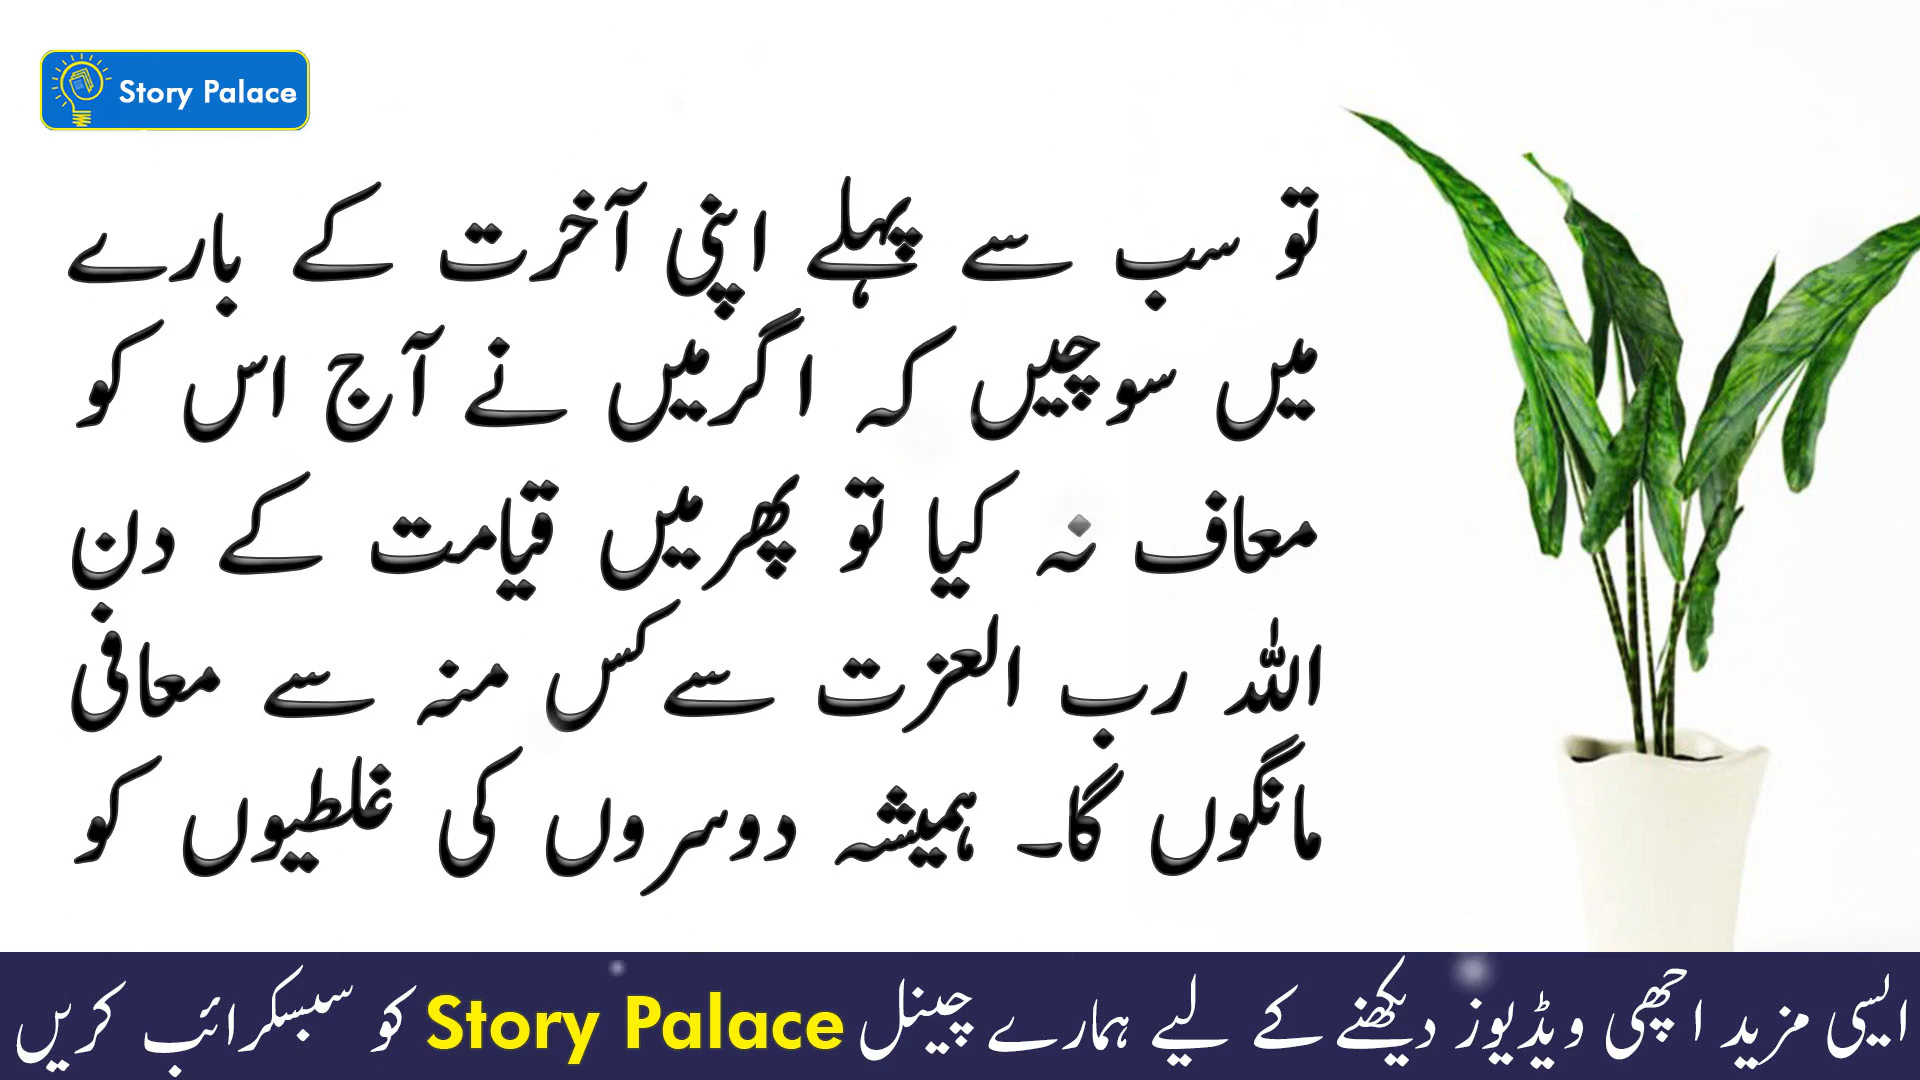 Story Palace
تو سب سے پہلے اپنی آخرت کے بارے
میں سوچیں کہ اگر میں نے آج اس کو
معاف نہ کیا تو پھر میں قیامت کے دن
اللہ رب العزت سے کس منہ سے معافی
مانگوں گا۔ ہمیشہ دوسروں کی غلطیوں کو
ایسی مزید اچھی ویڈیوز دیکھنے کے لیے ہمارے چینل Story Palace کو سبسکرائب کریں